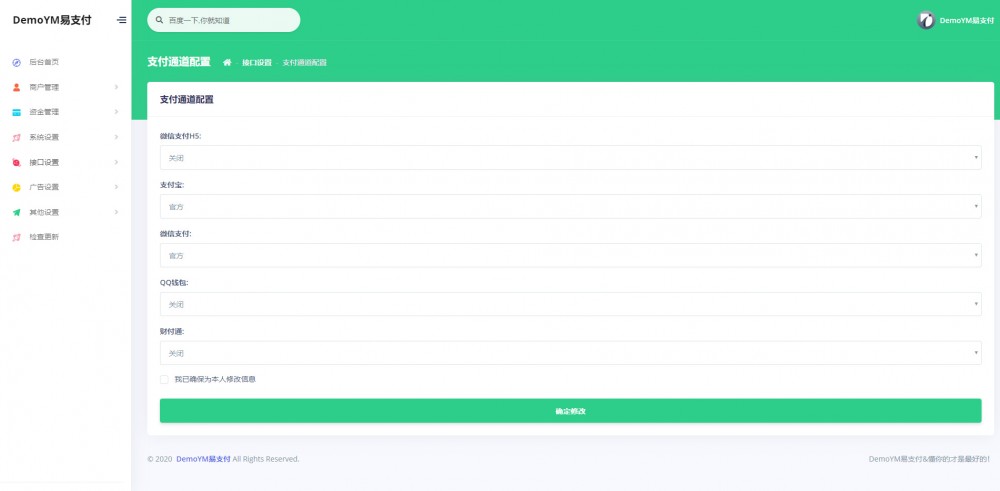 DemoYM易支付
百度一下,你就知道
DemoYM易支付
后台首页
商户管理
资金管理
系统设置
接口设置
广告设置
其他设置
检查更新
支付通道配置
接口设置 - 支付通道配置
支付通道配置
微信支付H5:
关闭
支付宝:
官方
微信支付:
官方
QQ钱包:
关闭
财付通:
关闭
我已确保为本人修改信息
确定修改
© 2020 DemoYM易支付 All Rights Reserved.
DemoYM易支付&懂你的才是最好的!